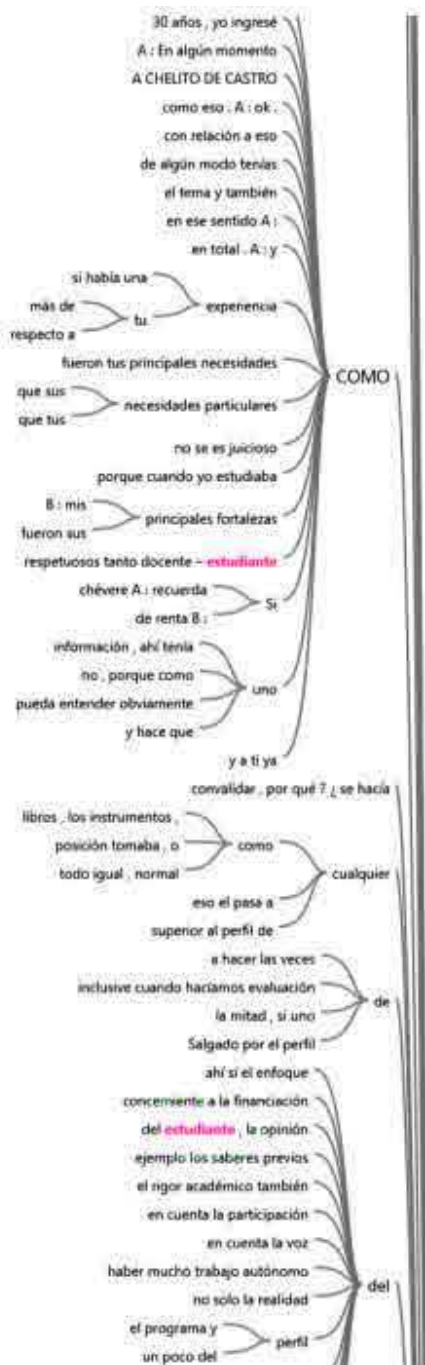 30 años , yo ingresé
A : En algún momento
A CHELITO DE CASTRO
como eso . A : ok .
con relación a eso
de algún modo tenías
el tema y también
en ese sentido A :
en total . A : y
si había una
más de
tu
experiencia
respecto a
fueron tus principales necesidades
COMO
que sus
necesidades particulares
que tus
no se es juicioso
porque cuando yo estudiaba
B : mis
principales fortalezas
fueron sus
respetuosos tanto docente – estudiante
chévere A : recuerda
Si
de renta B :
información , ahí tenía
no , porque como
uno
pueda entender obviamente
y hace que
y a ti ya
convalidar , por qué ? ¿ se hacía
libros , los instrumentos ,
posición tomaba , o
como
todo igual , normal
cualquier
eso el pasa a
superior al perfil de
a hacer las veces
inclusive cuando hacíamos evaluación
de
la mitad , si uno
Salgado por el perfil
ahí si el enfoque
concerniente a la financiación
del estudiante , la opinión
ejemplo los saberes previos
el rigor académico también
en cuenta la participación
en cuenta la voz
haber mucho trabajo autónomo
del
no solo la realidad
el programa y
perfil
un poco del